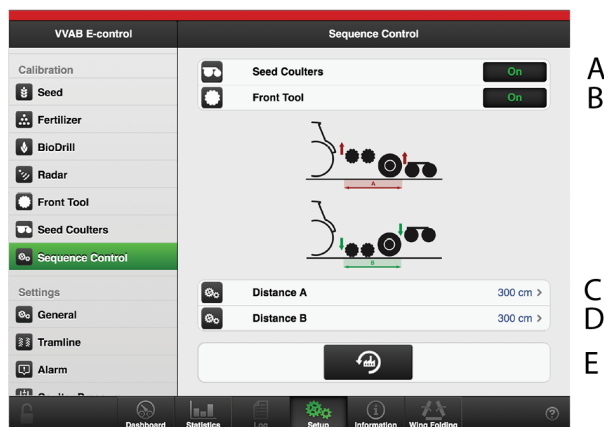 VVAB E-control
Sequence Control
Calibration
Seed
Fertilizer
BioDrill
Radar
Front Tool
Seed Coulters
Sequence Control
Settings
General
Tramline
Alarm
Seed Coulters On
Front Tool On
A
B
A
B
Distance A 300 cm >
Distance B 300 cm >
C
D
E
Dashboard Statistics Log Setup Information Wing Folding ?